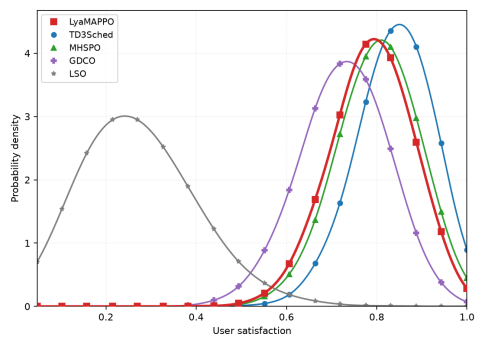 LyaMAPPO
TD3Sched
MHSPO
GDCO
LSO
Probability density
4
3
2
1
0
0.2 0.4 0.6 0.8 1.0
User satisfaction